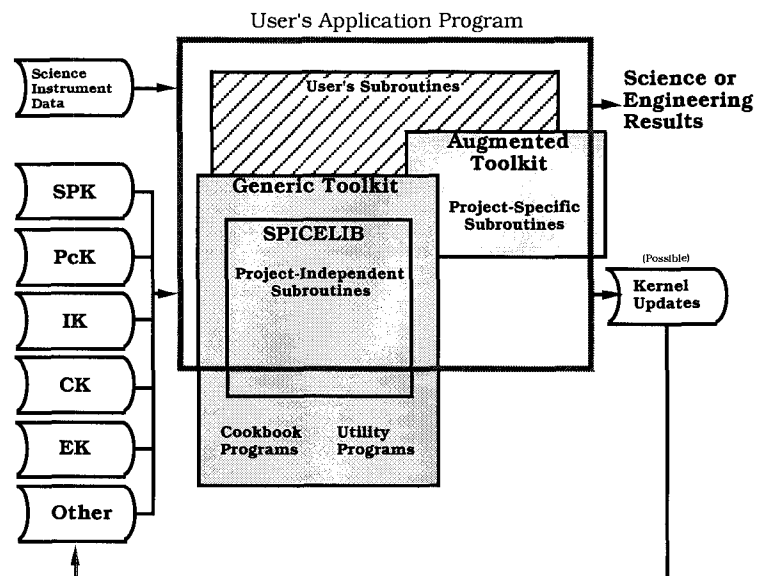 User's Application Program
Science
Instrument
Data
User's Subroutines
Science or
Engineering
Results
Augmented
Toolkit
Project-Specific
Subroutines
Generic Toolkit
SPICELIB
Project-Independent
Subroutines
Cookbook
Programs
Utility
Programs
SPK
PcK
IK
CK
EK
Other
(Possible)
Kernel
Updates